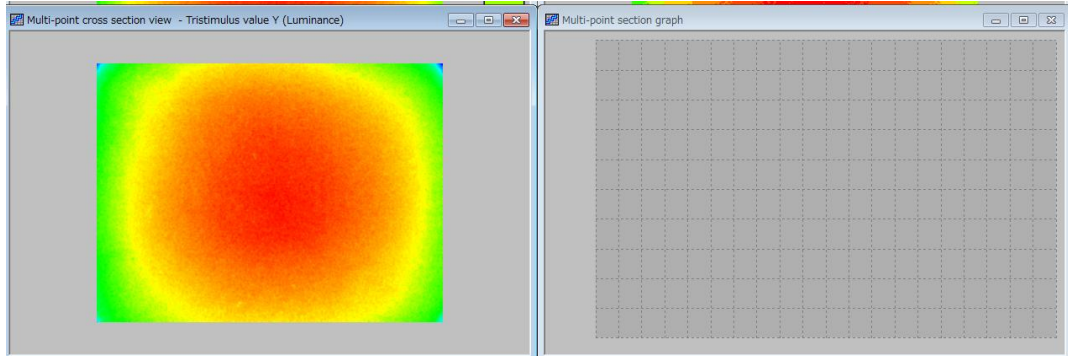 Multi-point cross section view - Tristimulus value Y (Luminance)
Multi-point section graph